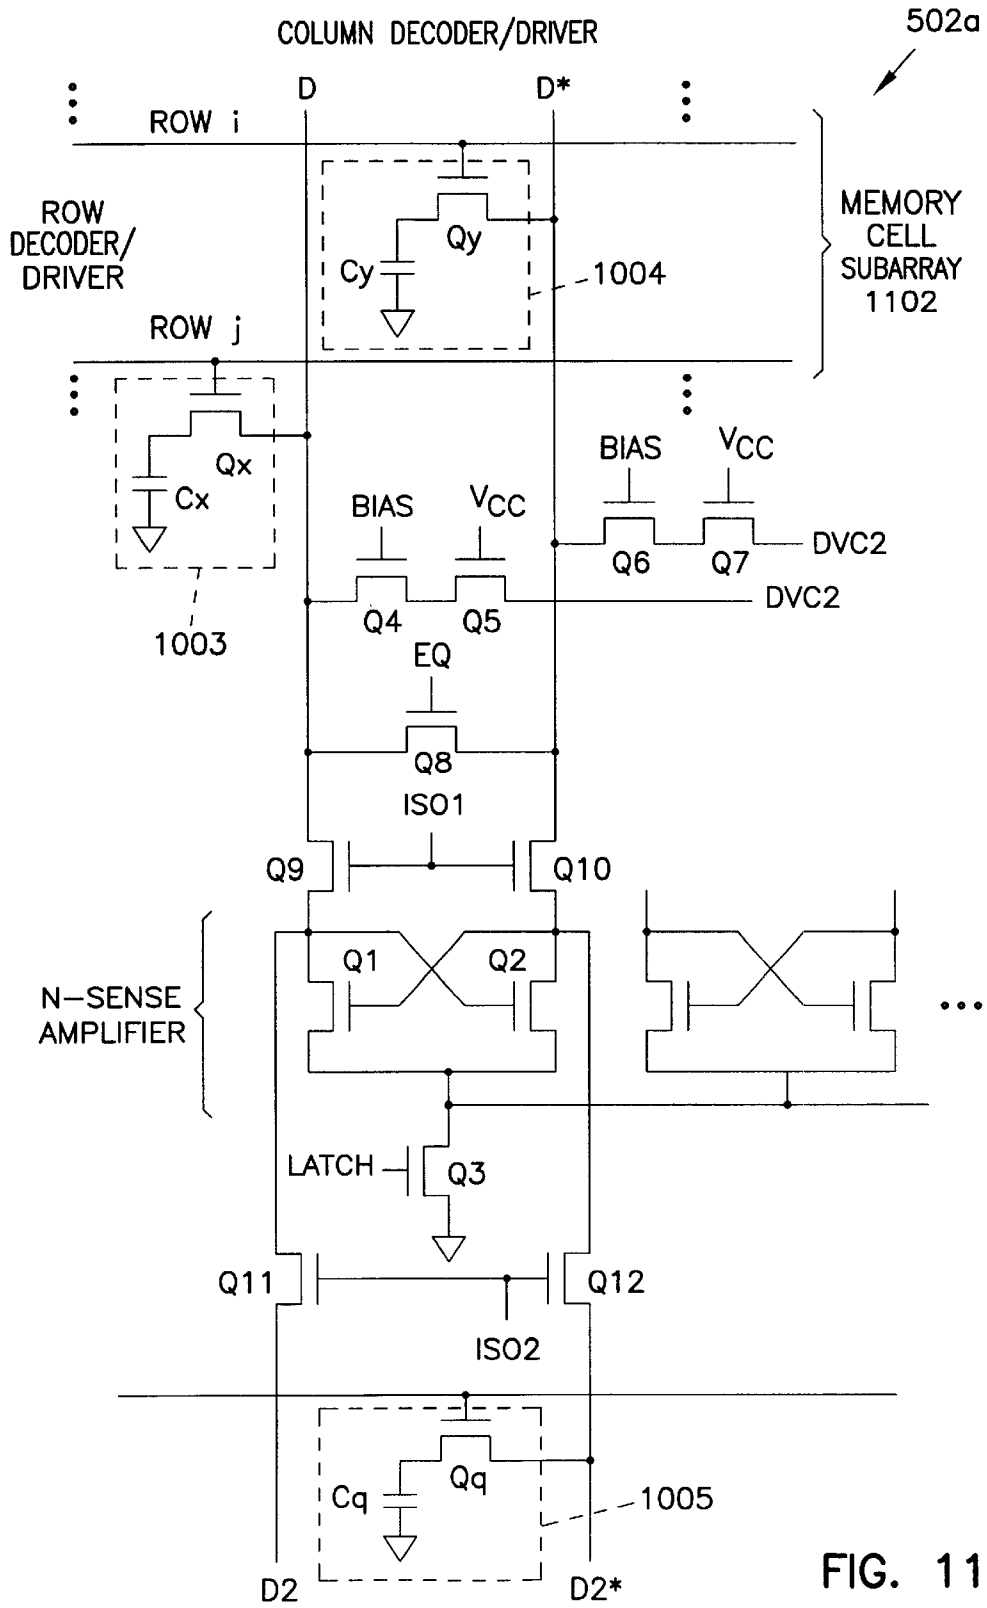 COLUMN DECODER/DRIVER
502a
D
D*
ROW i
ROW
DECODER/
DRIVER
Qy
Cy
1004
MEMORY
CELL
SUBARRAY
1102
ROW j
Qx
Cx
1003
BIAS
VCC
Q6
Q7
DVC2
BIAS
VCC
Q4
Q5
DVC2
EQ
Q8
ISO1
Q9
Q10
N-SENSE
AMPLIFIER
Q1
Q2
LATCH
Q3
Q11
Q12
ISO2
Qq
Cq
1005
D2
D2*
FIG. 11